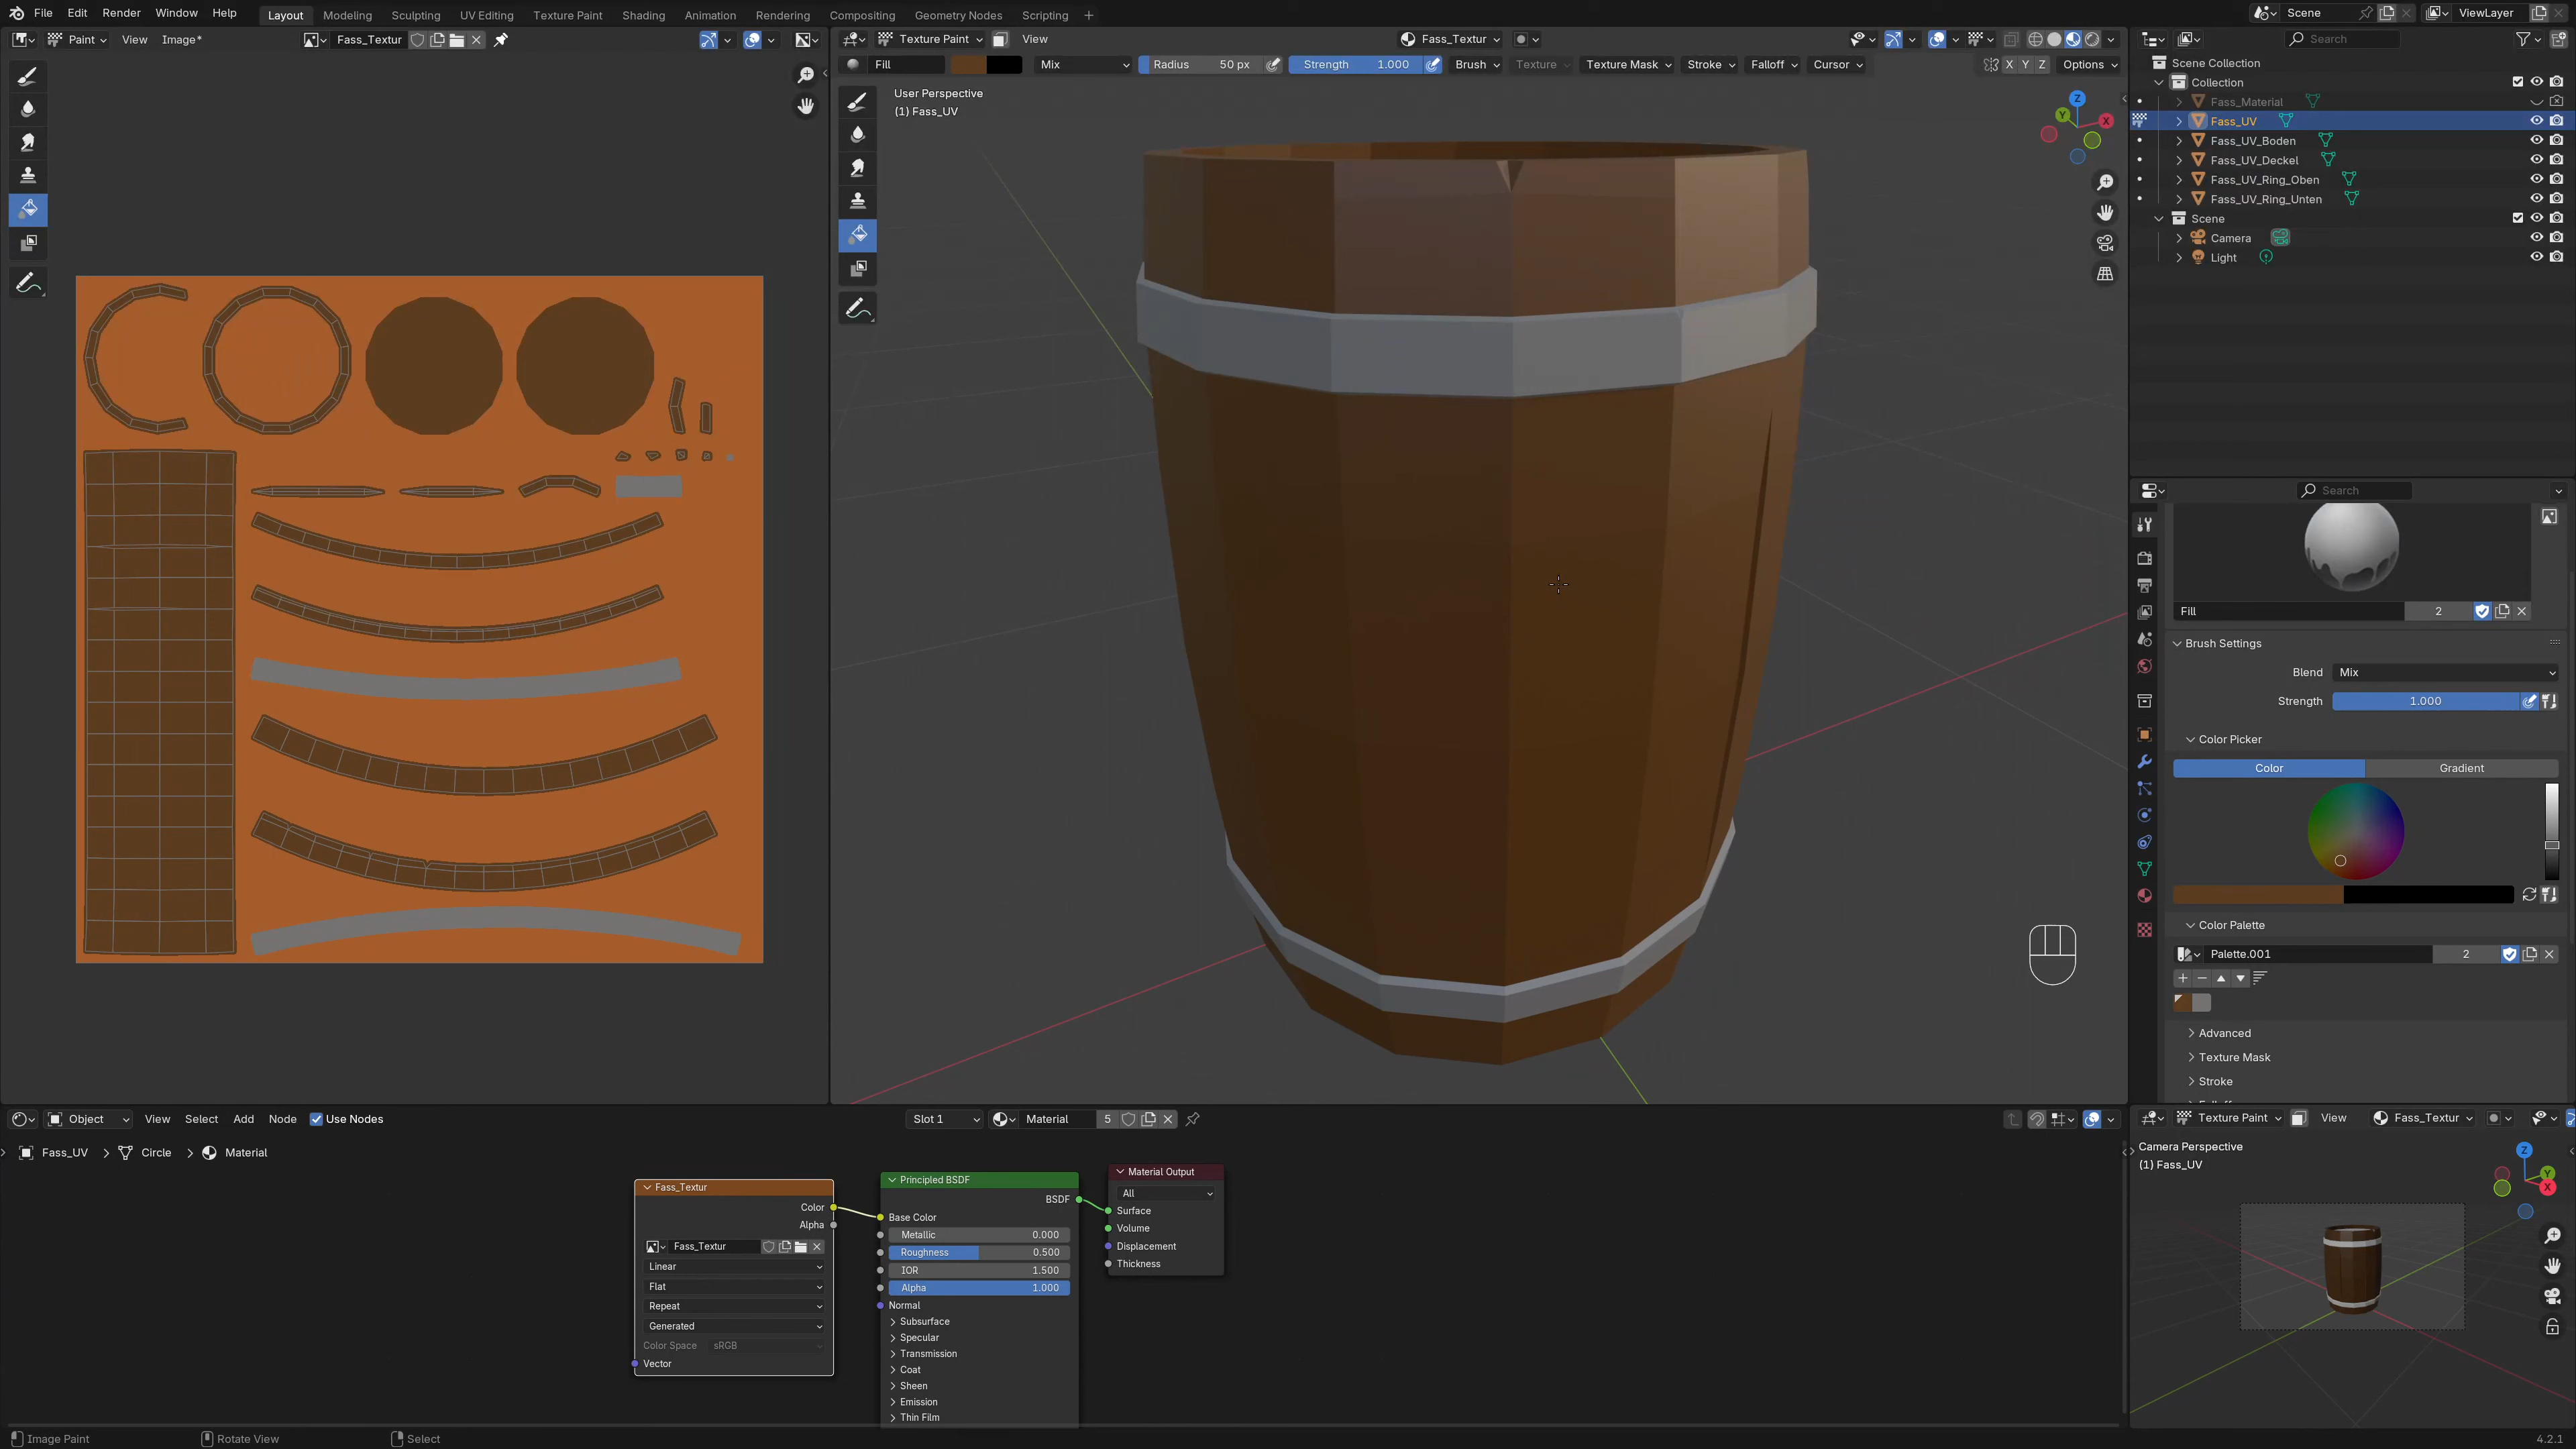 File Edit Render Window Help Layout Modeling Sculpting UV Editing Texture Paint Shading Animation Rendering Compositing Geometry Nodes Scripting + Scene ViewLayer
Paint View Image* Fass_Textur
Texture Paint View Fass_Textur
Fill Mix Radius 50 px Strength 1.000 Brush Texture Texture Mask Stroke Falloff Cursor X Y Z Options
User Perspective
(1) Fass_UV
Z
Y
X
Search
Scene Collection
Collection
Fass_Material
Fass_UV
Fass_UV_Boden
Fass_UV_Deckel
Fass_UV_Ring_Oben
Fass_UV_Ring_Unten
Scene
Camera
Light
Search
Fill 2
Brush Settings
Blend Mix
Strength 1.000
Color Picker
Color Gradient
Color Palette
Palette.001 2
Advanced
Texture Mask
Stroke
Object View Select Add Node Use Nodes Slot 1 Material 5
Fass_UV > Circle > Material
Fass_Textur
Color
Alpha
Fass_Textur
Linear
Flat
Repeat
Generated
Color Space sRGB
Vector
Principled BSDF
BSDF
Base Color
Metallic 0.000
Roughness 0.500
IOR 1.500
Alpha 1.000
Normal
Subsurface
Specular
Transmission
Coat
Sheen
Emission
Thin Film
Material Output
All
Surface
Volume
Displacement
Thickness
Texture Paint View Fass_Textur
Camera Perspective
(1) Fass_UV
Z
Y
X
Image Paint Rotate View Select 4.2.1